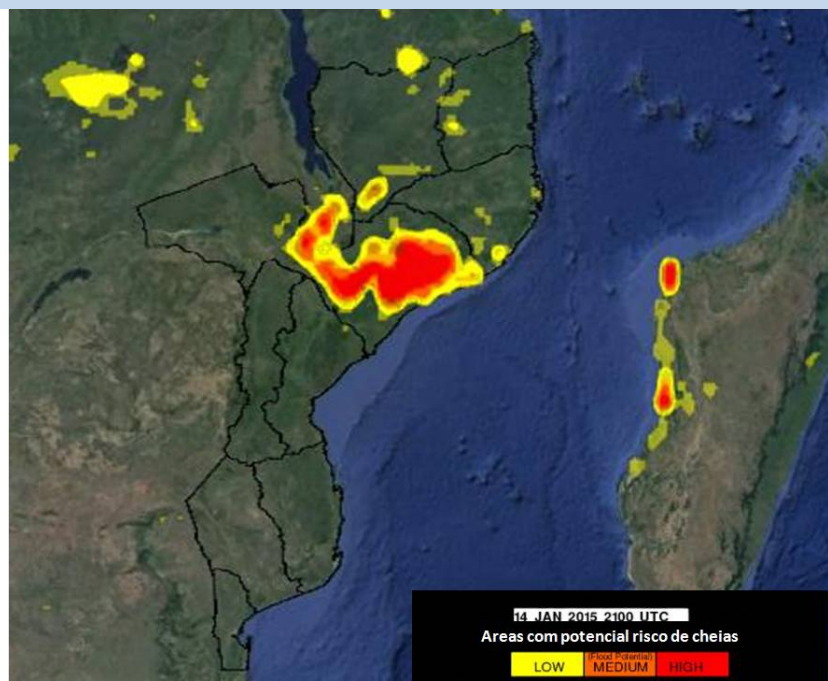 14 JAN 2015 2100 UTC
Areas com potencial risco de cheias
(Flood Potential)
LOW MEDIUM HIGH